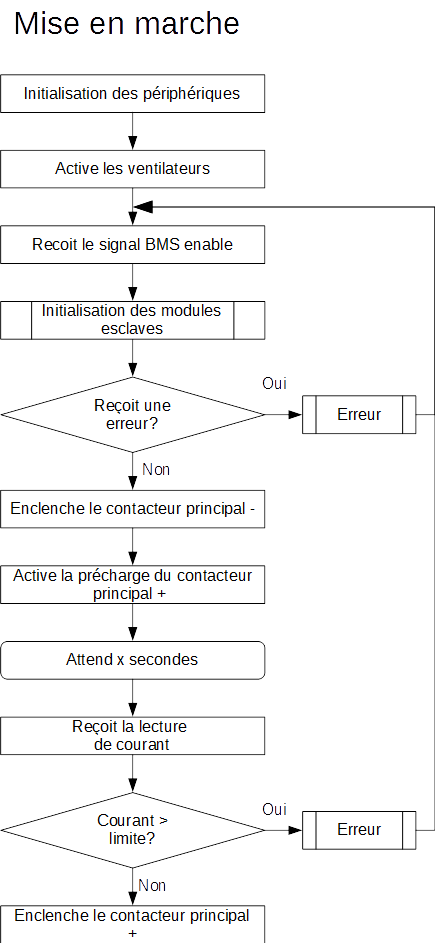 Mise en marche
Initialisation des périphériques
Active les ventilateurs
Recoit le signal BMS enable
Initialisation des modules
esclaves
Reçoit une
erreur?
Oui
Erreur
Non
Enclenche le contacteur principal -
Active la précharge du contacteur
principal +
Attend x secondes
Reçoit la lecture
de courant
Courant >
limite?
Oui
Erreur
Non
Enclenche le contacteur principal
+